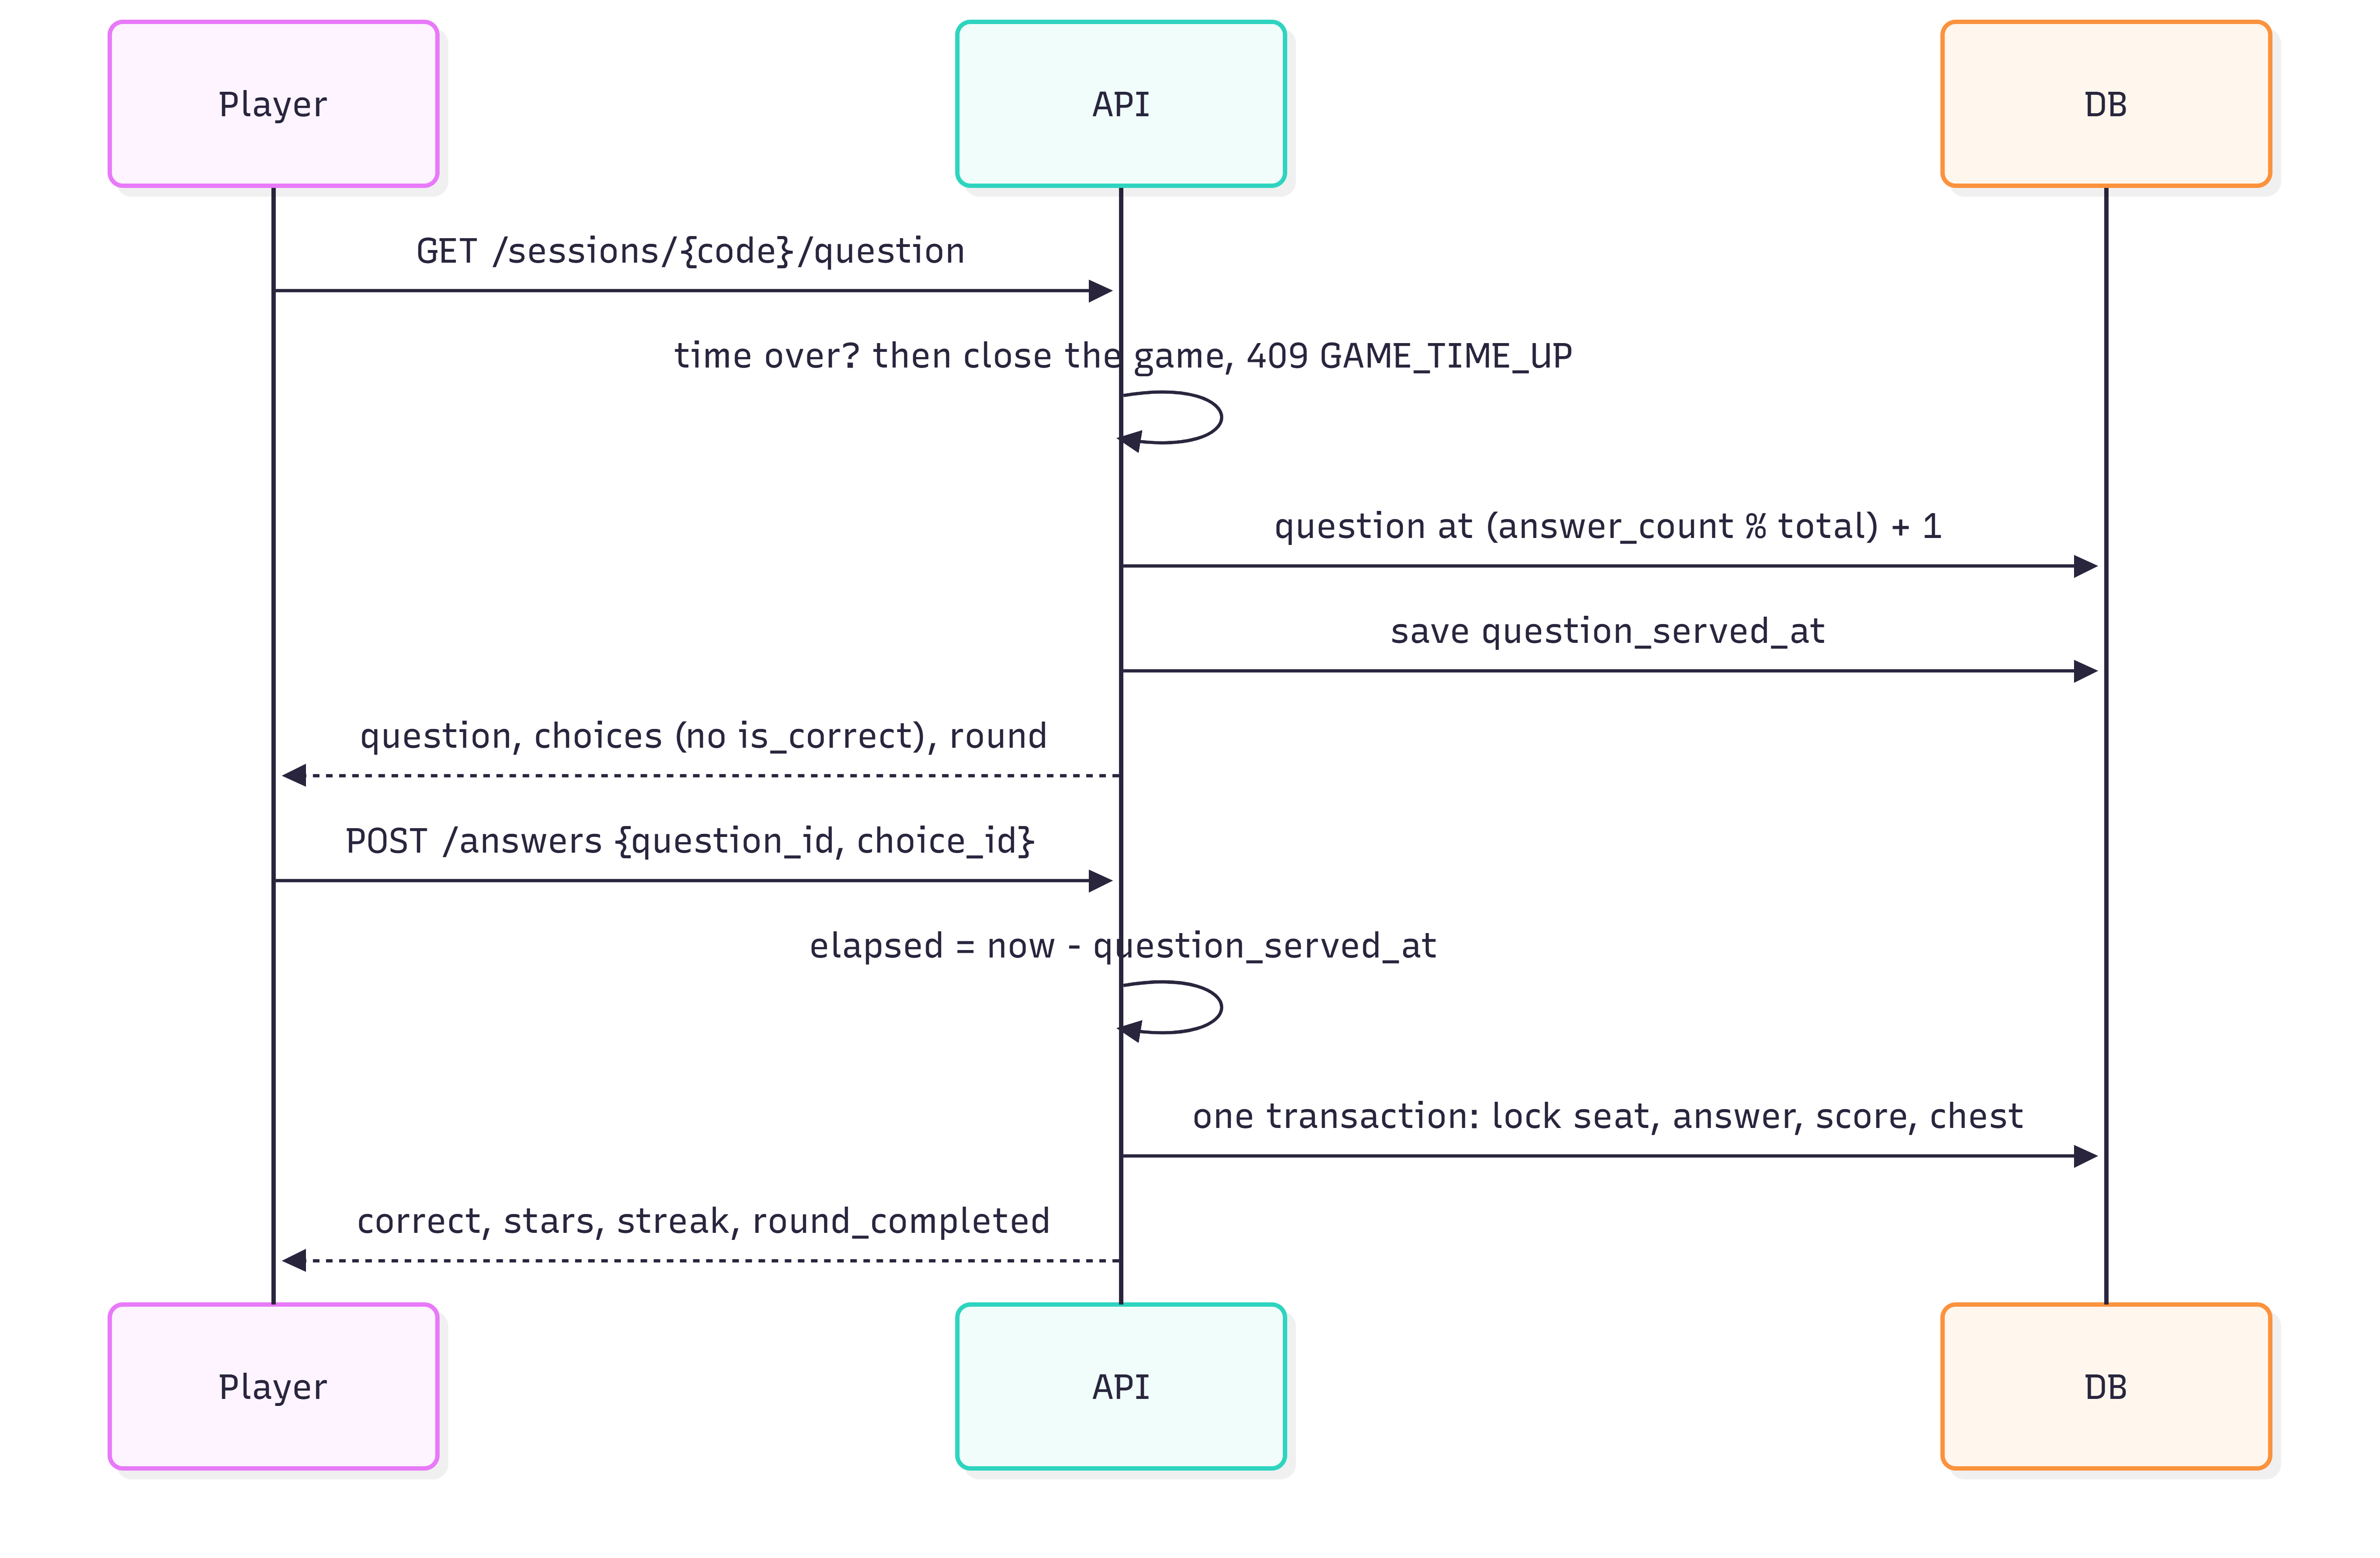 Player
API
DB
GET /sessions/{code}/question
time over? then close the game, 409 GAME_TIME_UP
question at (answer_count % total) + 1
save question_served_at
question, choices (no is_correct), round
POST /answers {question_id, choice_id}
elapsed = now - question_served_at
one transaction: lock seat, answer, score, chest
correct, stars, streak, round_completed
Player
API
DB